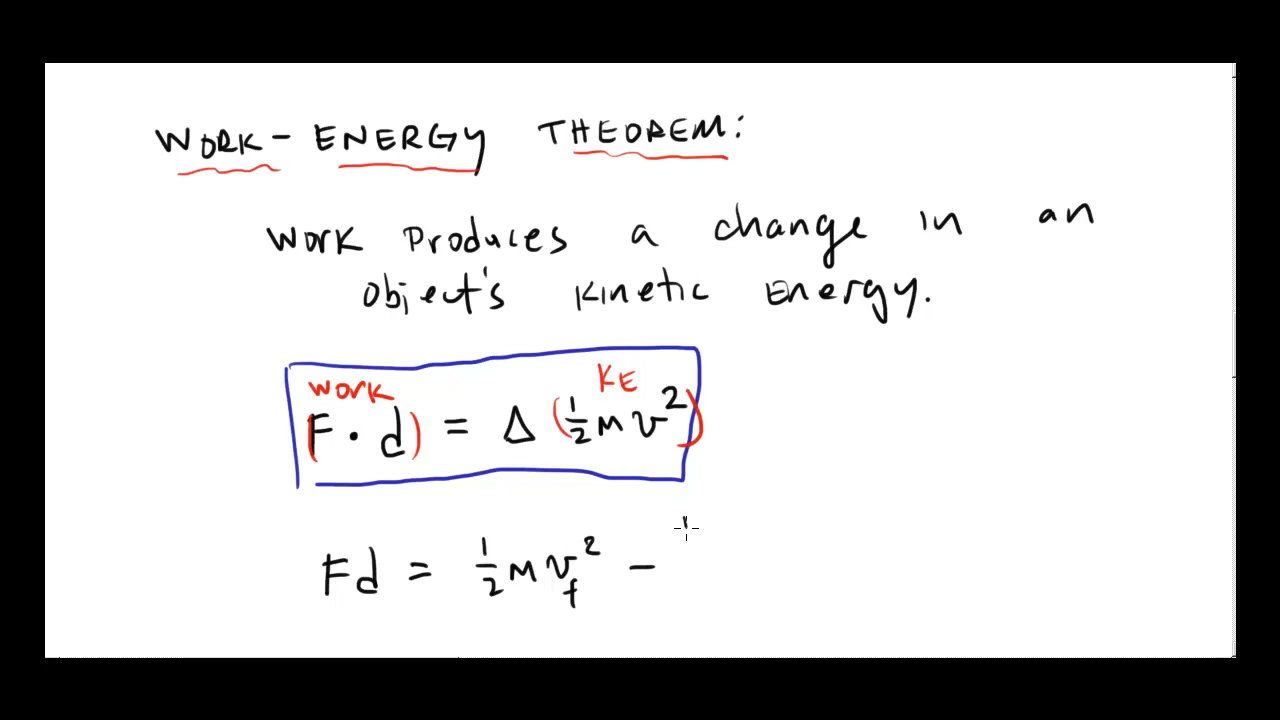 WORK - ENERGY THEOREM:
Work produces a change in an
object's kinetic energy.
work KE
(F · d) = Δ (½ m v²)
Fd = ½ m v_f² -